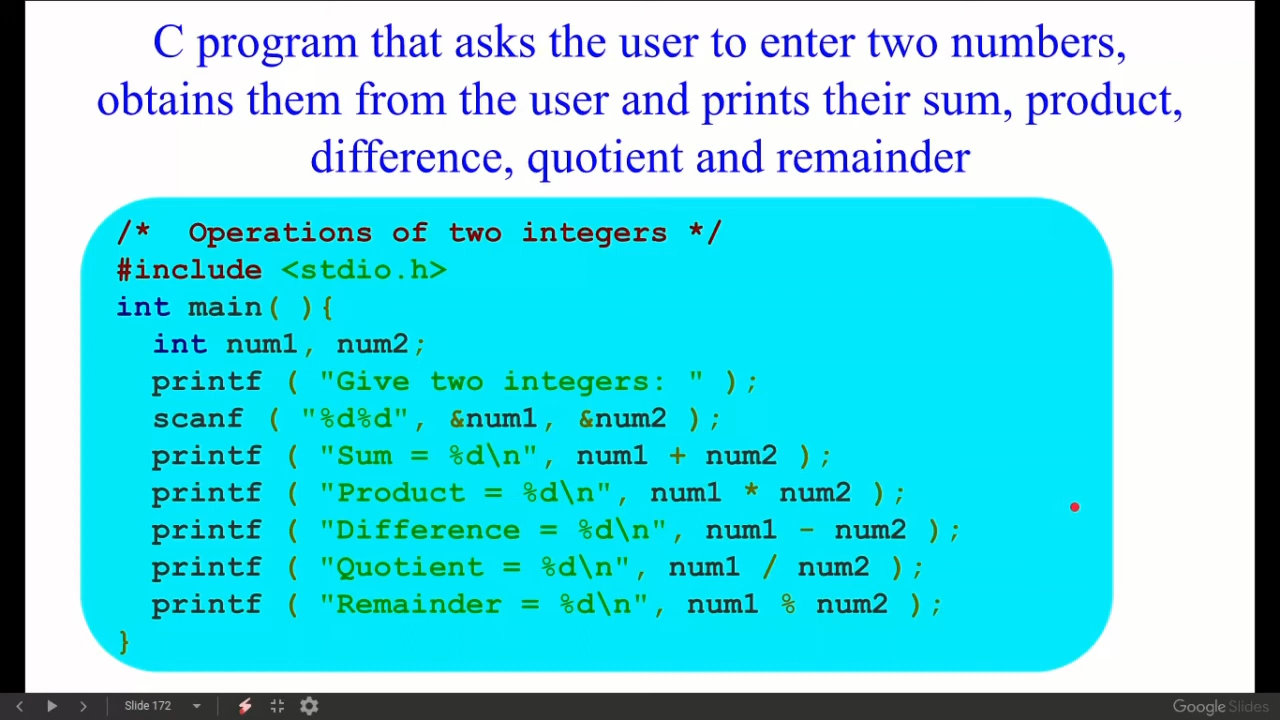 C program that asks the user to enter two numbers,
obtains them from the user and prints their sum, product,
difference, quotient and remainder
/*  Operations of two integers */
#include <stdio.h>
int main( ){
  int num1, num2;
  printf ( "Give two integers: " );
  scanf ( "%d%d", &num1, &num2 );
  printf ( "Sum = %d\n", num1 + num2 );
  printf ( "Product = %d\n", num1 * num2 );
  printf ( "Difference = %d\n", num1 - num2 );
  printf ( "Quotient = %d\n", num1 / num2 );
  printf ( "Remainder = %d\n", num1 % num2 );
}
Slide 172
Google Slides